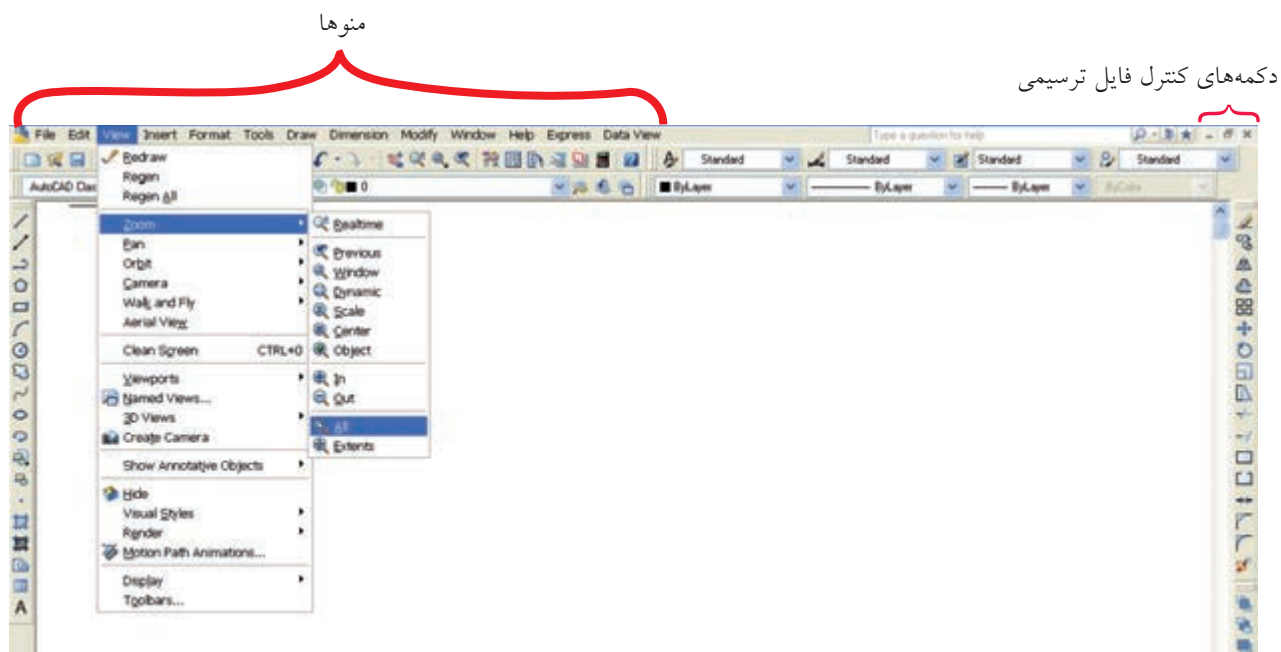 منوها
دکمه‌های کنترل فایل ترسیمی
File Edit View Insert Format Tools Draw Dimension Modify Window Help Express Data View Type a question for help
Standard Standard Standard Standard
AutoCAD Clas 0 ByLayer ByLayer ByLayer ByColor
Redraw
Regen
Regen All
Zoom
Pan
Orbit
Camera
Walk and Fly
Aerial View
Clean Screen CTRL+0
Viewports
Named Views...
3D Views
Create Camera
Show Annotative Objects
Hide
Visual Styles
Render
Motion Path Animations...
Display
Toolbars...
Realtime
Previous
Window
Dynamic
Scale
Center
Object
In
Out
All
Extents
A